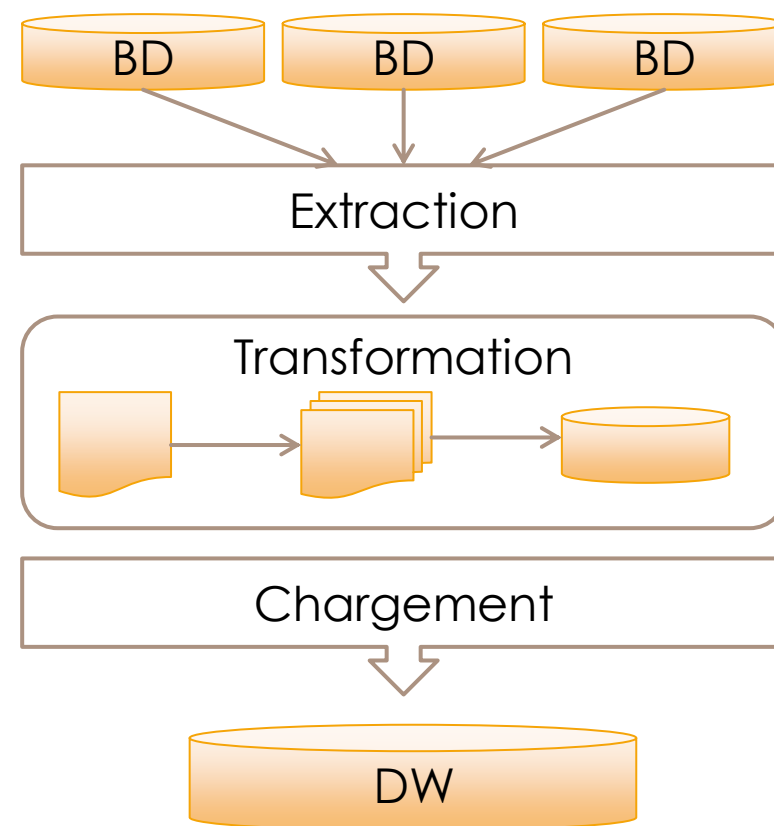 BD BD BD
Extraction
Transformation
Chargement
DW